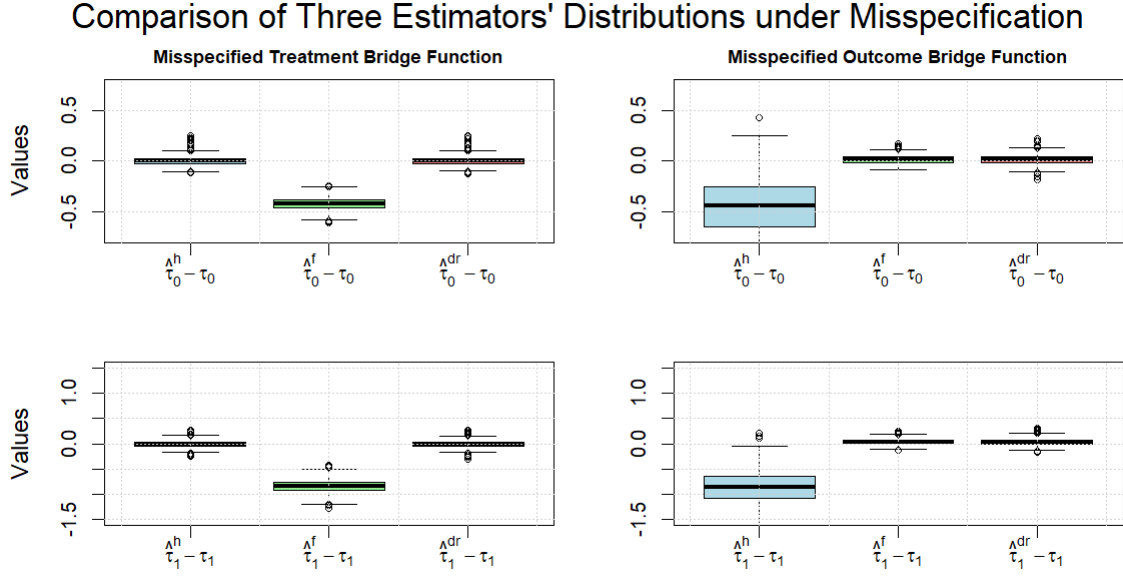 Comparison of Three Estimators' Distributions under Misspecification
Misspecified Treatment Bridge Function
Values
0.5
0.0
-0.5
τ̂₀ʰ − τ₀
τ̂₀ᶠ − τ₀
τ̂₀ᵈʳ − τ₀
Misspecified Outcome Bridge Function
0.5
0.0
-0.5
τ̂₀ʰ − τ₀
τ̂₀ᶠ − τ₀
τ̂₀ᵈʳ − τ₀
Values
1.0
0.0
-1.5
τ̂₁ʰ − τ₁
τ̂₁ᶠ − τ₁
τ̂₁ᵈʳ − τ₁
1.0
0.0
-1.5
τ̂₁ʰ − τ₁
τ̂₁ᶠ − τ₁
τ̂₁ᵈʳ − τ₁